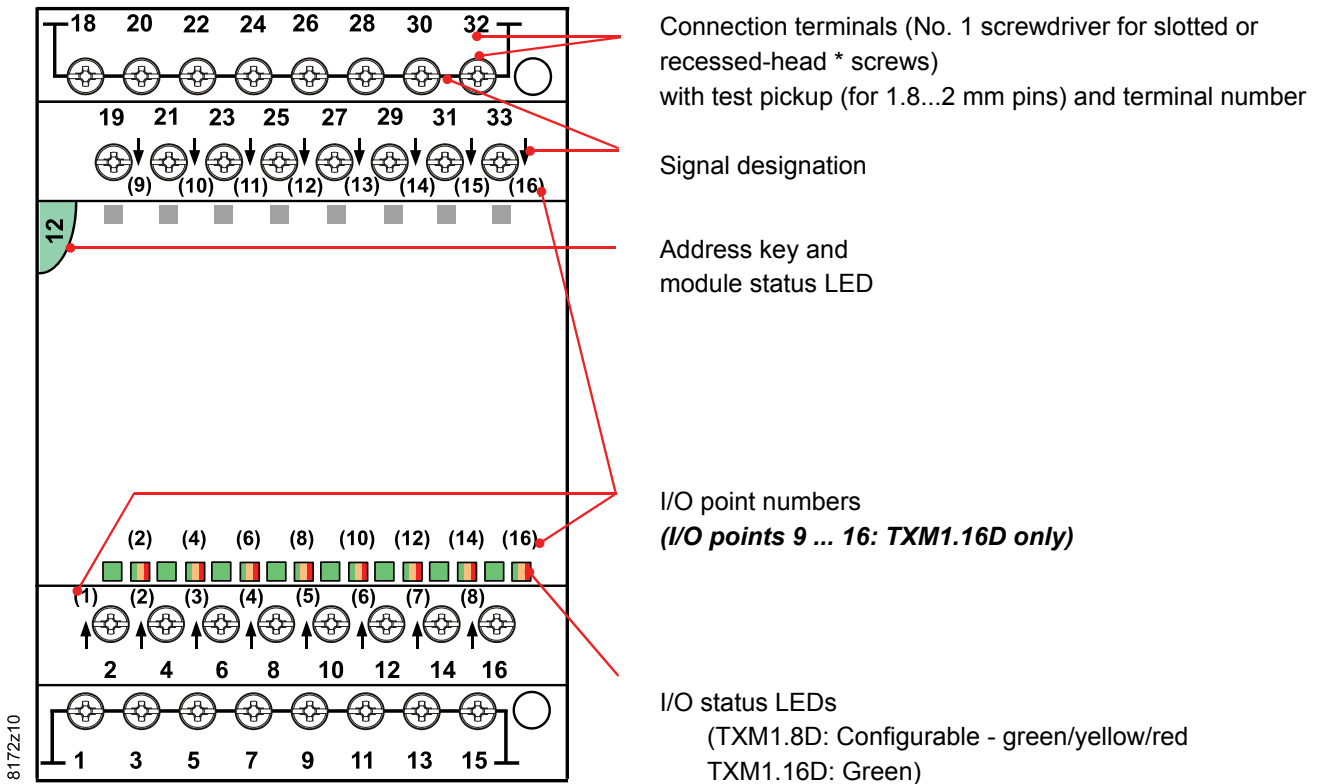 18 20 22 24 26 28 30 32
19 21 23 25 27 29 31 33
(9) (10) (11) (12) (13) (14) (15) (16)
12
(2) (4) (6) (8) (10) (12) (14) (16)
(1) (2) (3) (4) (5) (6) (7) (8)
2 4 6 8 10 12 14 16
1 3 5 7 9 11 13 15
8172z10
Connection terminals (No. 1 screwdriver for slotted or
recessed-head * screws)
with test pickup (for 1.8...2 mm pins) and terminal number
Signal designation
Address key and
module status LED
I/O point numbers
(I/O points 9 ... 16: TXM1.16D only)
I/O status LEDs
(TXM1.8D: Configurable - green/yellow/red
TXM1.16D: Green)